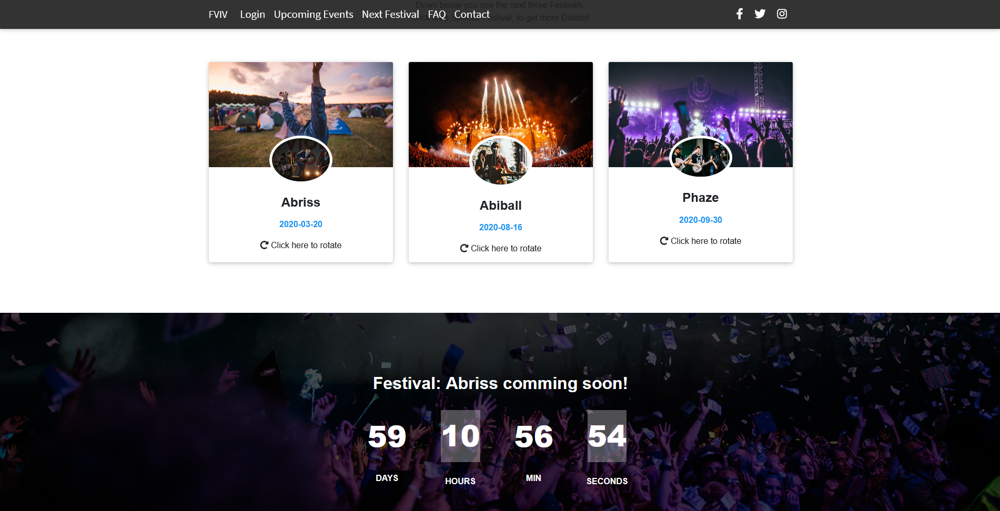 Down below you see the next three Festivals.
FVIV Login Upcoming Events Next Festival FAQ Contact
Festival, to get more Details!
Abriss
2020-03-20
Click here to rotate
Abiball
2020-08-16
Click here to rotate
Phaze
2020-09-30
Click here to rotate
Festival: Abriss comming soon!
59 10 56 54
DAYS HOURS MIN SECONDS